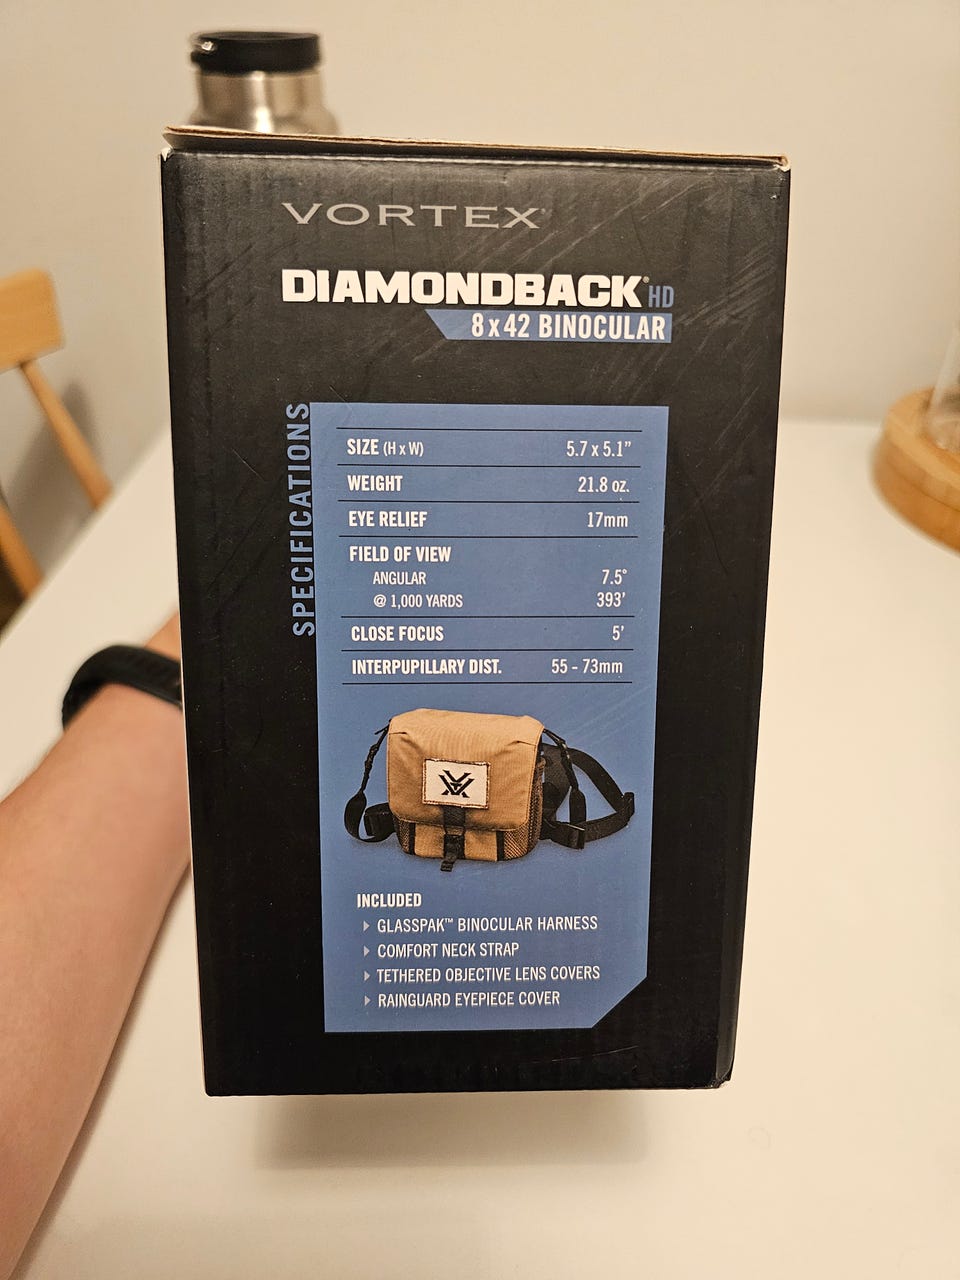 VORTEX®
DIAMONDBACK® HD
8x42 BINOCULAR
SPECIFICATIONS
SIZE (H x W) 5.7 x 5.1”
WEIGHT 21.8 oz.
EYE RELIEF 17mm
FIELD OF VIEW
ANGULAR 7.5°
@ 1,000 YARDS 393’
CLOSE FOCUS 5’
INTERPUPILLARY DIST. 55 - 73mm
INCLUDED
GLASSPAK™ BINOCULAR HARNESS
COMFORT NECK STRAP
TETHERED OBJECTIVE LENS COVERS
RAINGUARD EYEPIECE COVER